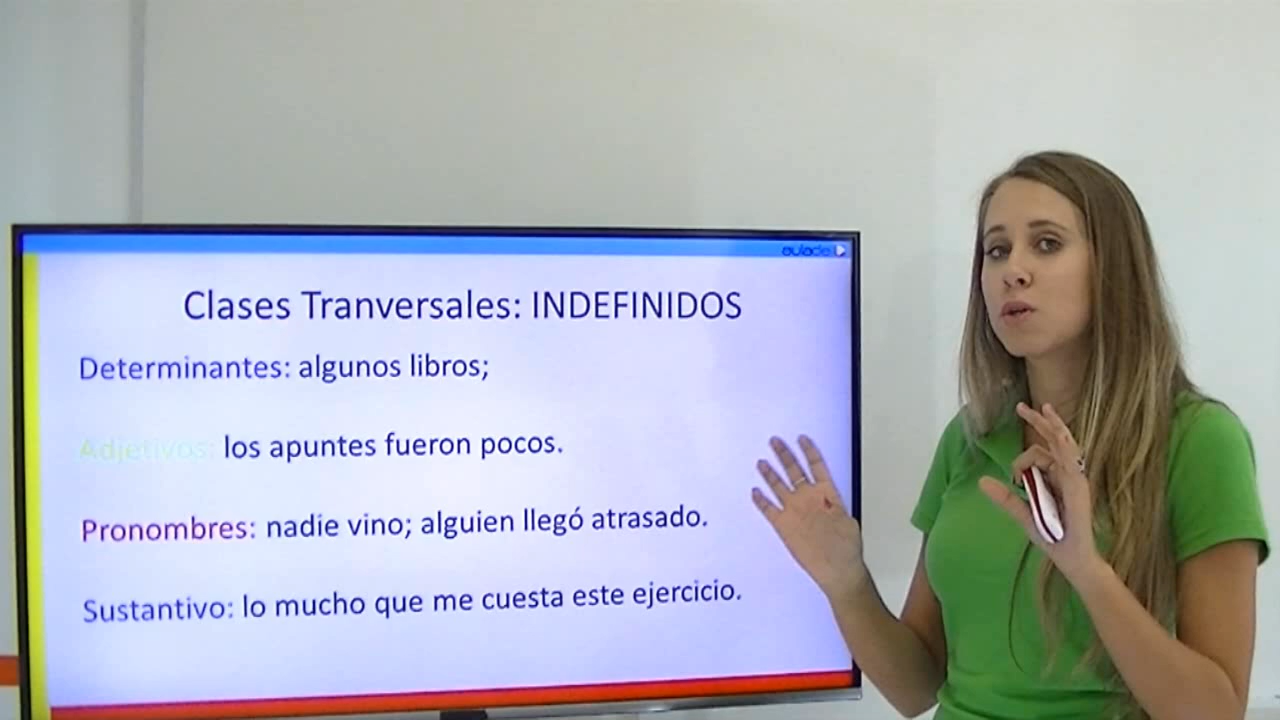 aulade
Clases Tranversales: INDEFINIDOS
Determinantes: algunos libros;
Adjetivos: los apuntes fueron pocos.
Pronombres: nadie vino; alguien llegó atrasado.
Sustantivo: lo mucho que me cuesta este ejercicio.